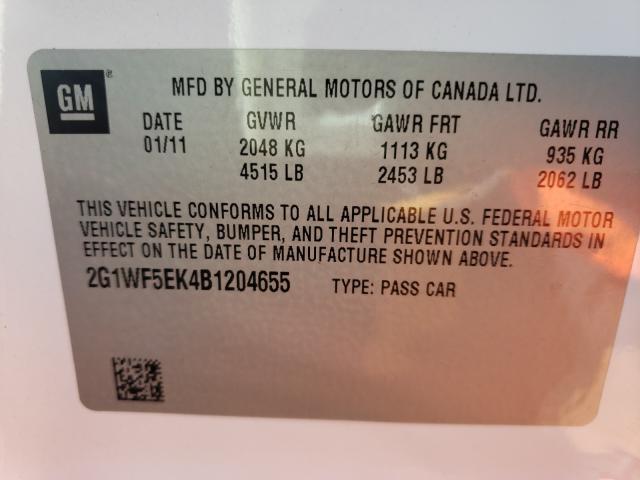 GM®
MFD BY GENERAL MOTORS OF CANADA LTD.
DATE GVWR GAWR FRT GAWR RR
01/11 2048 KG 1113 KG 935 KG
4515 LB 2453 LB 2062 LB
THIS VEHICLE CONFORMS TO ALL APPLICABLE U.S. FEDERAL MOTOR
VEHICLE SAFETY, BUMPER, AND THEFT PREVENTION STANDARDS IN
EFFECT ON THE DATE OF MANUFACTURE SHOWN ABOVE.
2G1WF5EK4B1204655 TYPE: PASS CAR